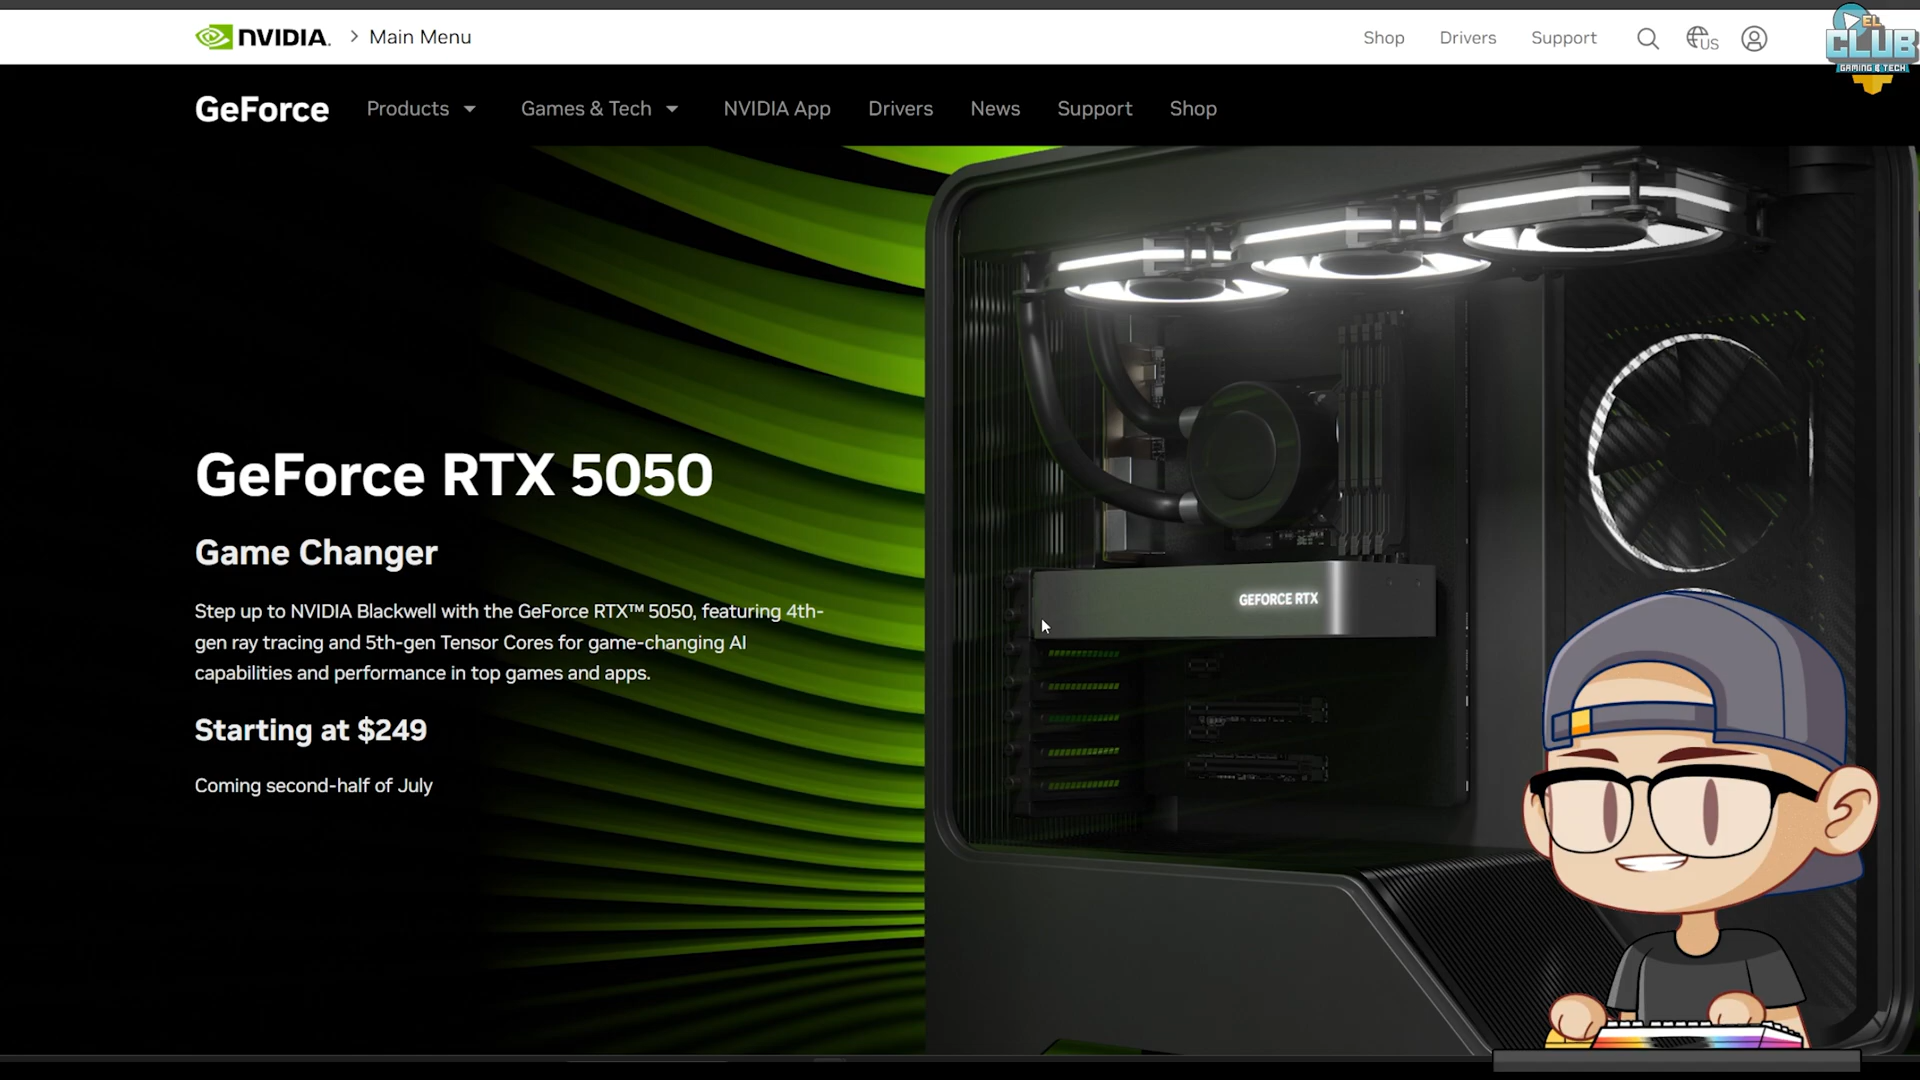 NVIDIA. > Main Menu
Shop Drivers Support US
EL CLUB
GAMING & TECH
GeForce Products Games & Tech NVIDIA App Drivers News Support Shop
GeForce RTX 5050
Game Changer
Step up to NVIDIA Blackwell with the GeForce RTX™ 5050, featuring 4th-
gen ray tracing and 5th-gen Tensor Cores for game-changing AI
capabilities and performance in top games and apps.
Starting at $249
Coming second-half of July
GEFORCE RTX